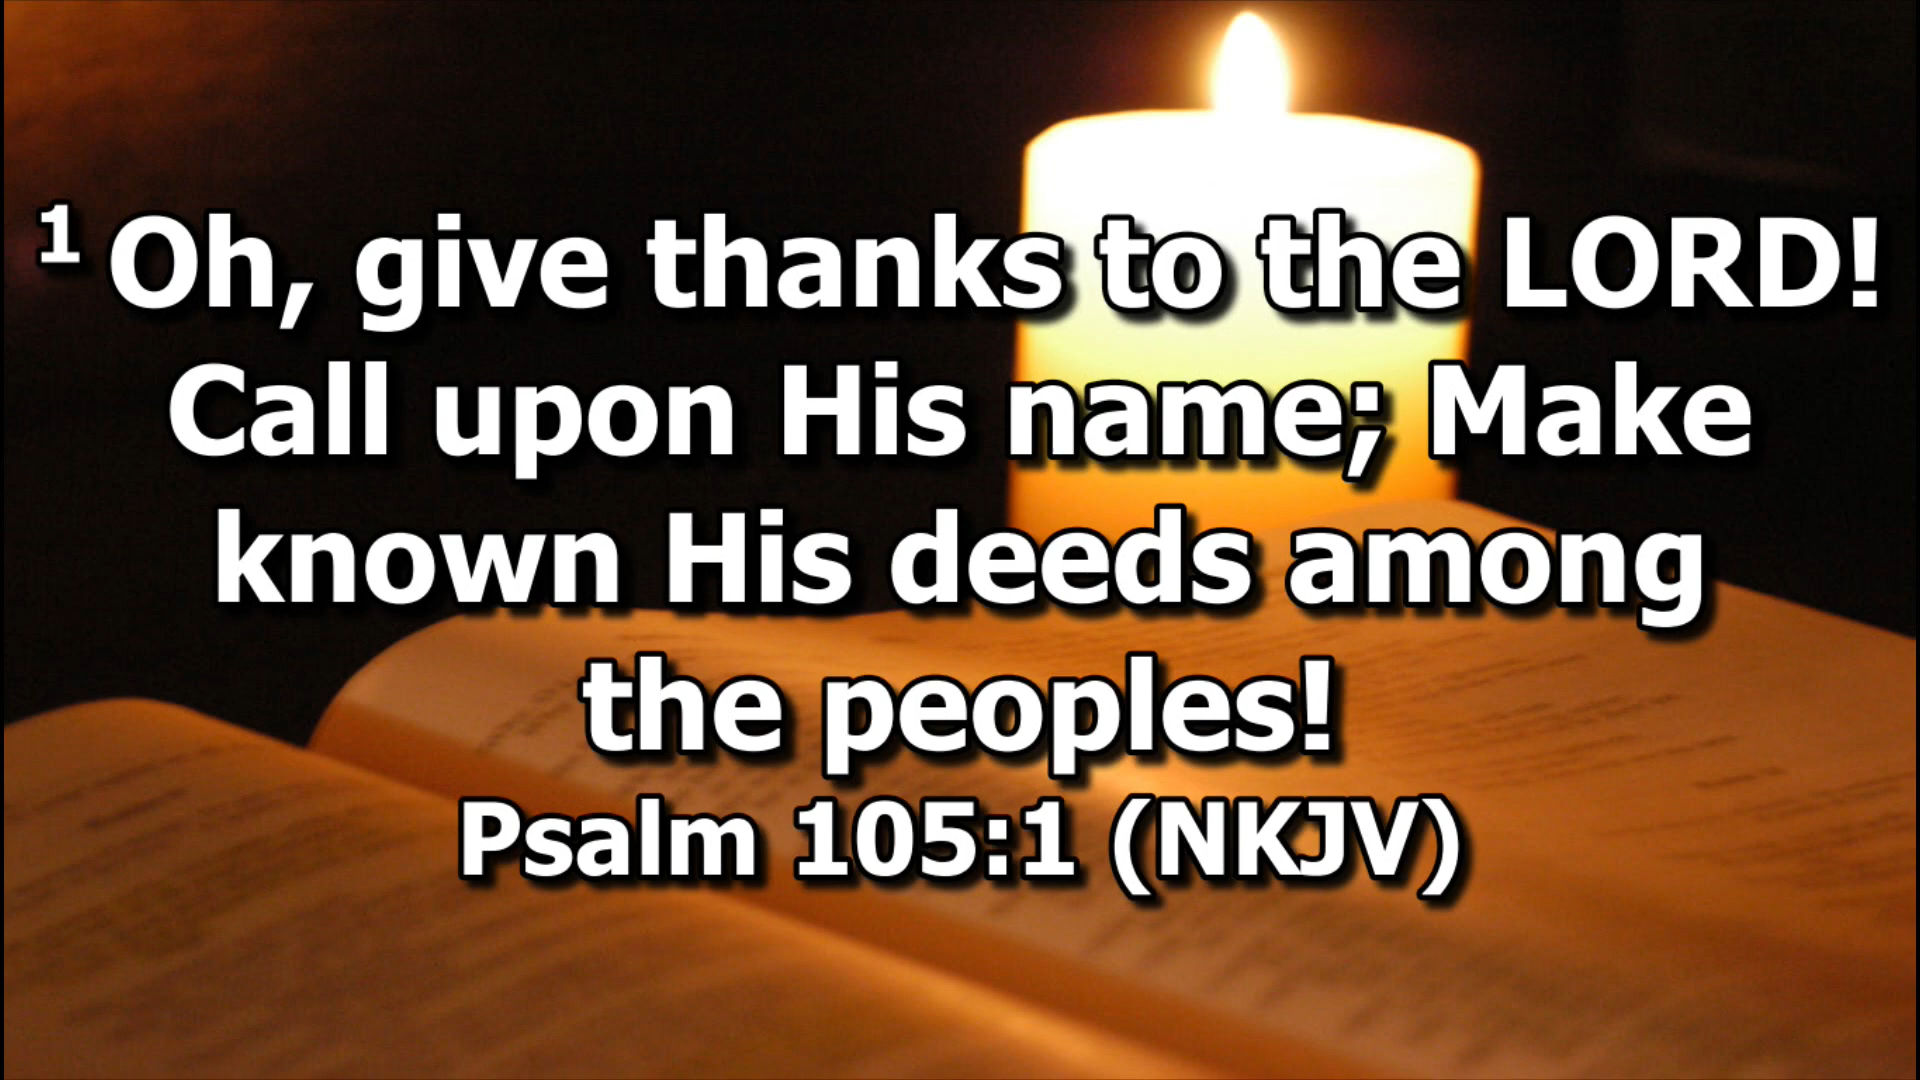 1 Oh, give thanks to the LORD!
Call upon His name; Make
known His deeds among
the peoples!
Psalm 105:1 (NKJV)